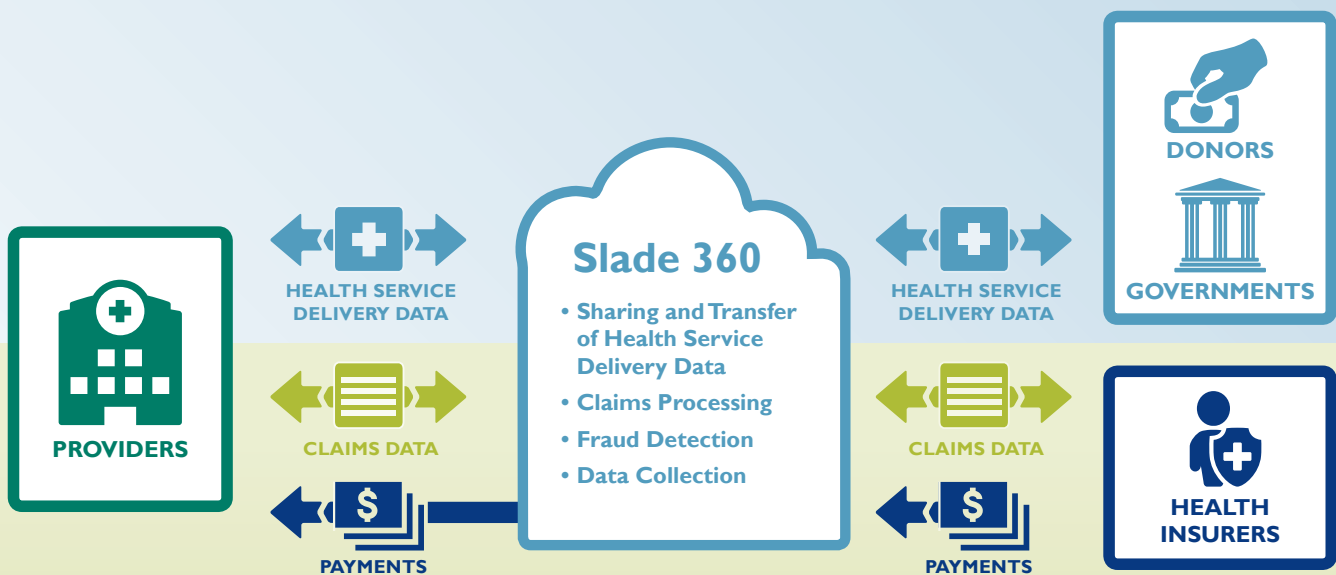 DONORS
GOVERNMENTS
HEALTH SERVICE
DELIVERY DATA
Slade 360
• Sharing and Transfer
of Health Service
Delivery Data
• Claims Processing
• Fraud Detection
• Data Collection
HEALTH SERVICE
DELIVERY DATA
PROVIDERS
CLAIMS DATA
CLAIMS DATA
$
PAYMENTS
$
PAYMENTS
HEALTH
INSURERS